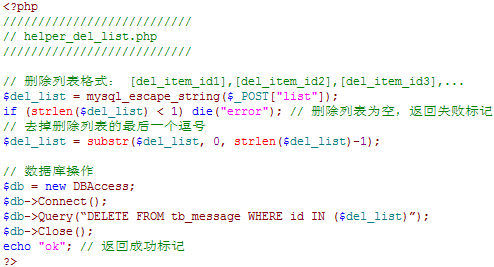 <?php
///////////////////////////
// helper_del_list.php
///////////////////////////
// 删除列表格式： [del_item_id1],[del_item_id2],[del_item_id3],...
$del_list = mysql_escape_string($_POST["list"]);
if (strlen($del_list) < 1) die("error"); // 删除列表为空，返回失败标记
// 去掉删除列表的最后一个逗号
$del_list = substr($del_list, 0, strlen($del_list)-1);
// 数据库操作
$db = new DBAccess;
$db->Connect();
$db->Query(“DELETE FROM tb_message WHERE id IN ($del_list)”);
$db->Close();
echo "ok"; // 返回成功标记
?>